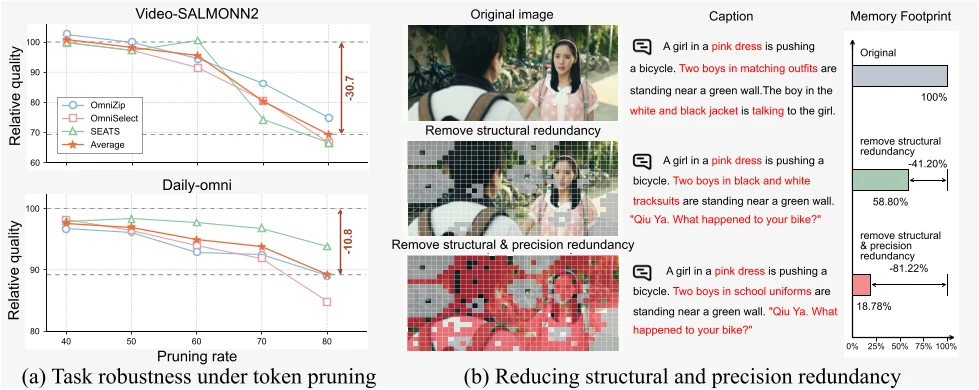 Video-SALMONN2
Relative quality
100
90
80
70
60
OmniZip
OmniSelect
SEATS
Average
-30.7
Daily-omni
Relative quality
100
90
80
-10.8
40 50 60 70 80
Pruning rate
(a) Task robustness under token pruning
Original image
Caption
Memory Footprint
A girl in a pink dress is pushing
a bicycle. Two boys in matching outfits are
standing near a green wall.The boy in the
white and black jacket is talking to the girl.
Original
100%
Remove structural redundancy
A girl in a pink dress is pushing a
bicycle. Two boys in black and white
tracksuits are standing near a green wall.
"Qiu Ya. What happened to your bike?"
remove structural
redundancy
-41.20%
58.80%
Remove structural & precision redundancy
A girl in a pink dress is pushing a
bicycle. Two boys in school uniforms are
standing near a green wall. "Qiu Ya. What
happened to your bike?"
remove structural
& precision
redundancy
-81.22%
18.78%
0% 25% 50% 75% 100%
(b) Reducing structural and precision redundancy